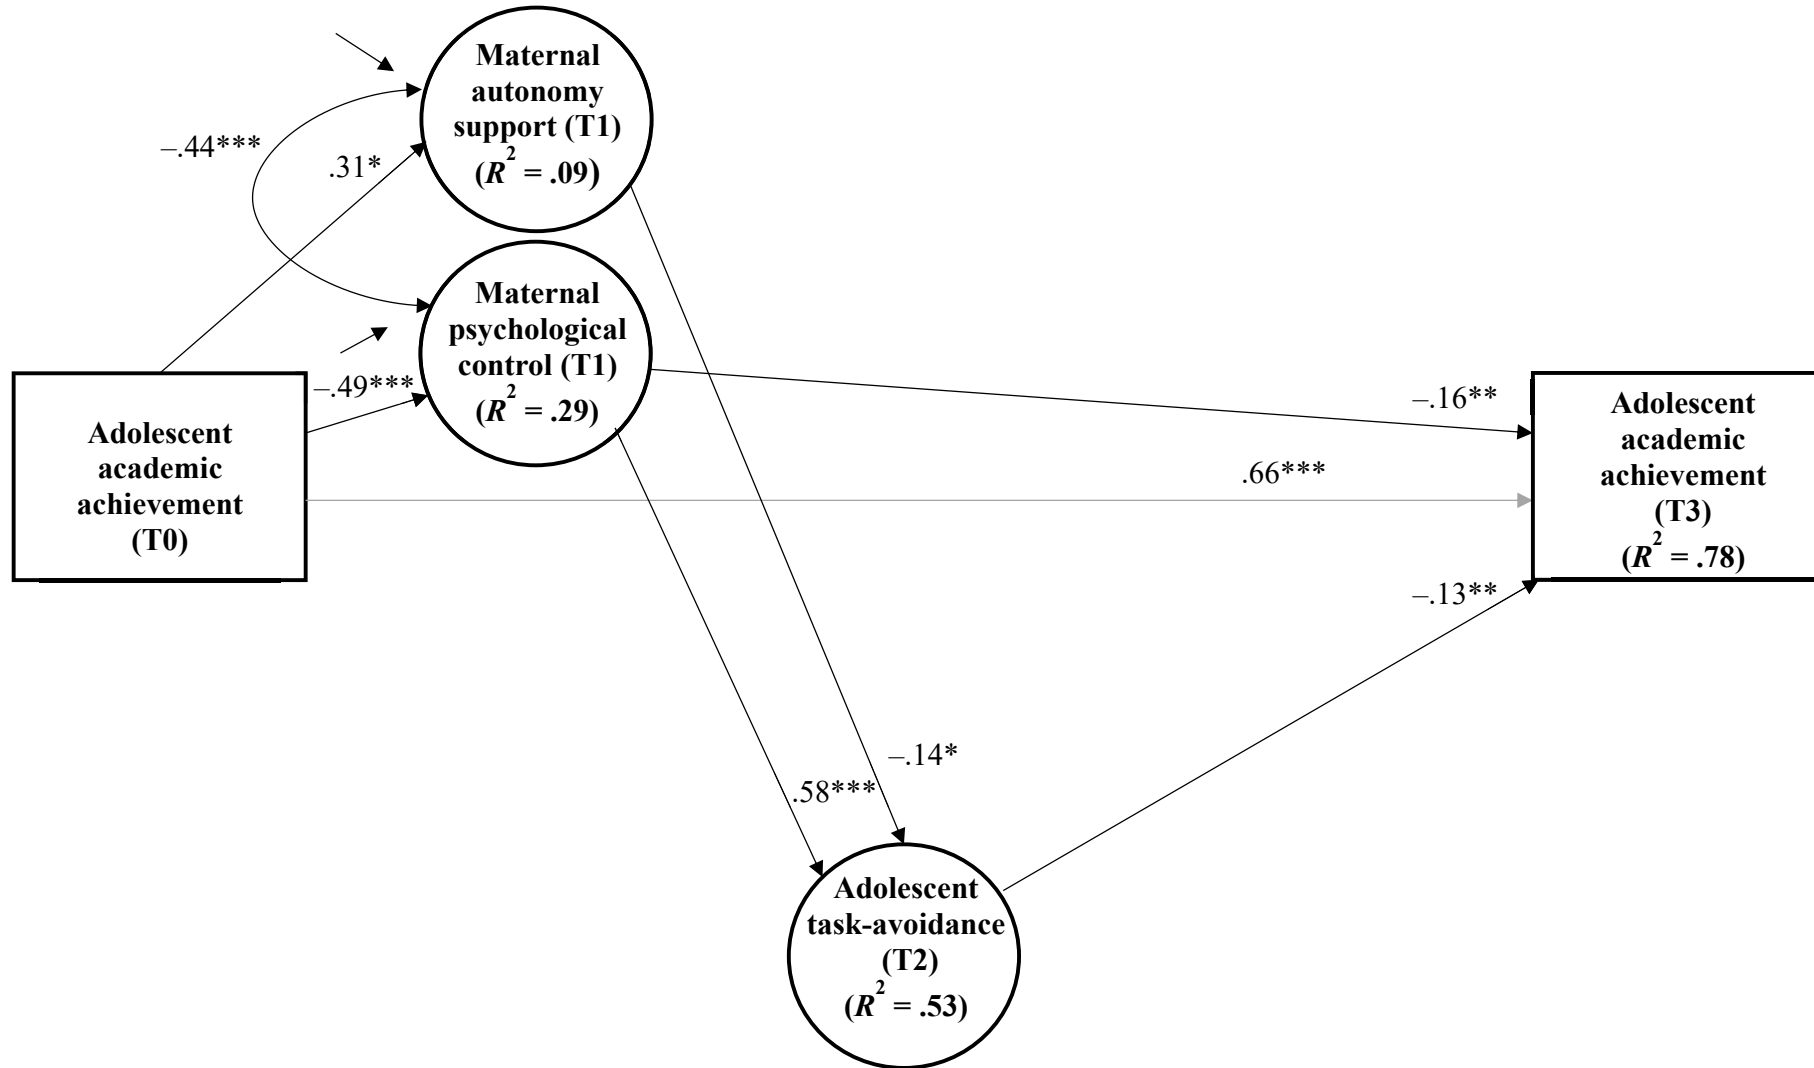 Maternal
autonomy
support (T1)
(R² = .09)
–.44***
.31*
Maternal
psychological
control (T1)
(R² = .29)
–.49***
Adolescent
academic
achievement
(T0)
–.16**
.66***
Adolescent
academic
achievement
(T3)
(R² = .78)
–.13**
–.14*
.58***
Adolescent
task-avoidance
(T2)
(R² = .53)